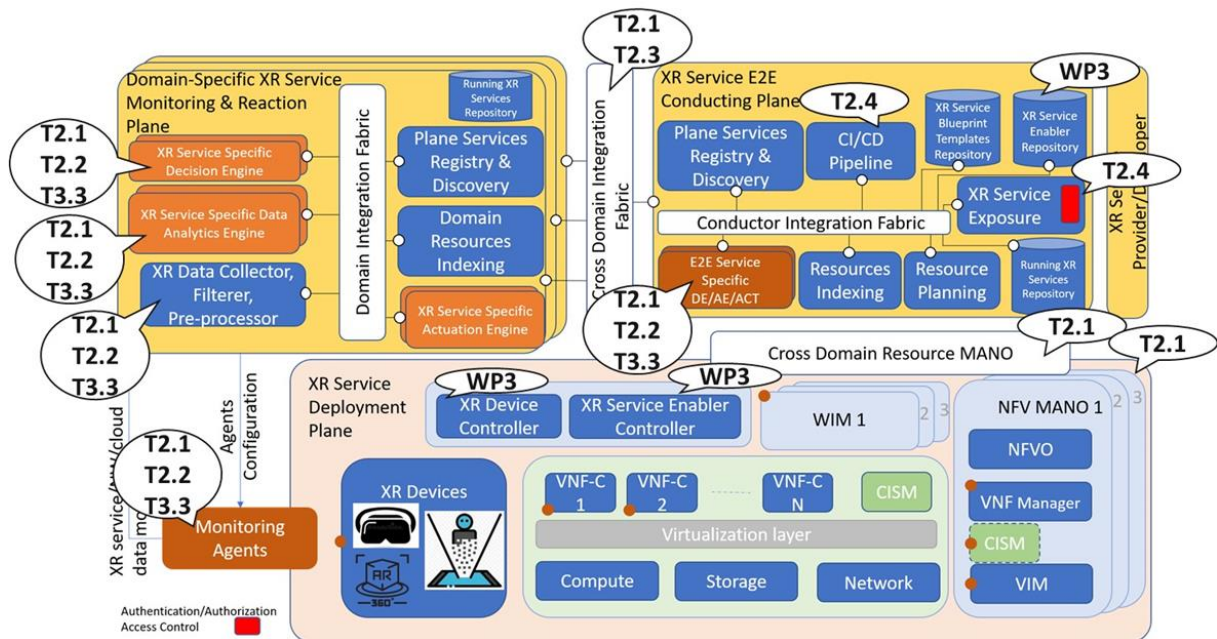 T2.1
T2.3
Domain-Specific XR Service
Monitoring & Reaction
Plane
Running XR
Services
Repository
T2.1
T2.2
T3.3
XR Service Specific
Decision Engine
T2.1
T2.2
T3.3
XR Service Specific Data
Analytics Engine
XR Data Collector,
Filterer,
Pre-processor
T2.1
T2.2
T3.3
Domain Integration Fabric
Plane Services
Registry &
Discovery
Domain
Resources
Indexing
XR Service Specific
Actuation Engine
Cross Domain Integration
Fabric
XR Service E2E
Conducting Plane
WP3
T2.4
Plane Services
Registry &
Discovery
CI/CD
Pipeline
XR Service
Blueprint
Templates
Repository
XR Service
Enabler
Repository
T2.4
XR Service
Exposure
Conductor Integration Fabric
E2E Service
Specific
DE/AE/ACT
Resources
Indexing
Resource
Planning
Running XR
Services
Repository
XR
Provider
T2.1
T2.2
T3.3
Cross Domain Resource MANO
T2.1
T2.1
XR Service
Deployment
Plane
WP3
WP3
XR Device
Controller
XR Service Enabler
Controller
WIM 1
2
3
NFV MANO 1
2
3
NFVO
VNF Manager
CISM
VIM
Agents
Configuration
XR service
cloud
data
T2.1
T2.2
T3.3
Monitoring
Agents
XR Devices
AR
360°
VNF-C
1
VNF-C
2
VNF-C
N
CISM
Virtualization layer
Compute
Storage
Network
Authentication/Authorization
Access Control